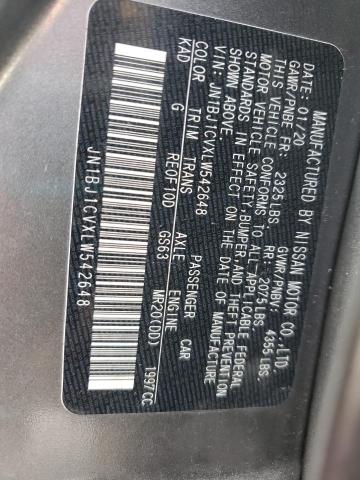 MANUFACTURED BY NISSAN MOTOR CO., LTD.
DATE: 01/20 GVWR/PNBV: 4355 LBS.
GAWR/PNBE FR: 2325 LBS. RR: 2075 LBS
THIS VEHICLE CONFORMS TO ALL APPLICABLE FEDERAL
MOTOR VEHICLE SAFETY, BUMPER, AND THEFT PREVENTION
STANDARDS IN EFFECT ON THE DATE OF MANUFACTURE
SHOWN ABOVE.
VIN: JN1BJ1CVXLW542648 PASSENGER CAR
COLOR TRIM TRANS AXLE ENGINE
KAD G RE0F10D GS63 MR20(DD) 1997CC
JN1BJ1CVXLW542648